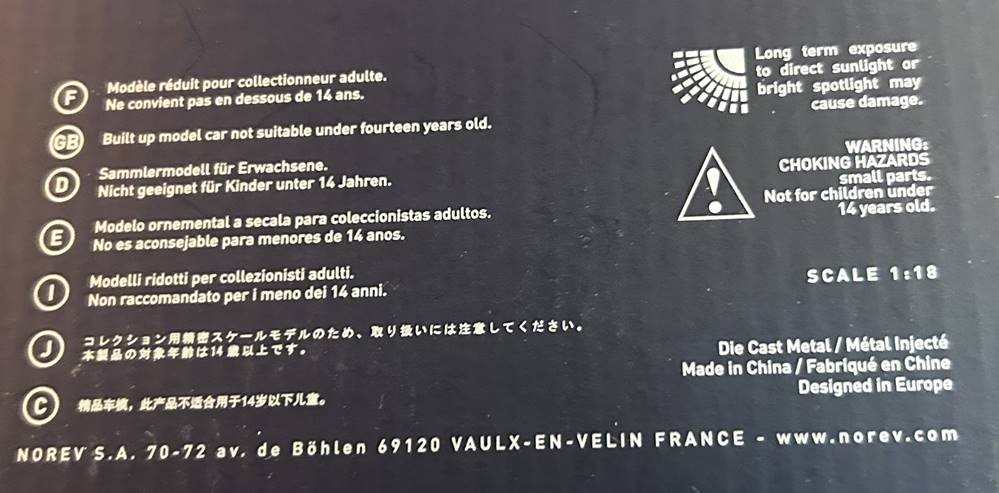 F
Modèle réduit pour collectionneur adulte.
Ne convient pas en dessous de 14 ans.
GB
Built up model car not suitable under fourteen years old.
D
Sammlermodell für Erwachsene.
Nicht geeignet für Kinder unter 14 Jahren.
E
Modelo ornemental a secala para coleccionistas adultos.
No es aconsejable para menores de 14 anos.
I
Modelli ridotti per collezionisti adulti.
Non raccomandato per i meno dei 14 anni.
J
コレクション用精密スケールモデルのため、取り扱いには注意してください。
本製品の対象年齢は14歳以上です。
C
精品车模，此产品不适合用于14岁以下儿童。
Long term exposure
to direct sunlight or
bright spotlight may
cause damage.
WARNING:
CHOKING HAZARDS
small parts.
Not for children under
14 years old.
SCALE 1:18
Die Cast Metal / Métal Injecté
Made in China / Fabriqué en Chine
Designed in Europe
NOREV S.A. 70-72 av. de Böhlen 69120 VAULX-EN-VELIN FRANCE - www.norev.com